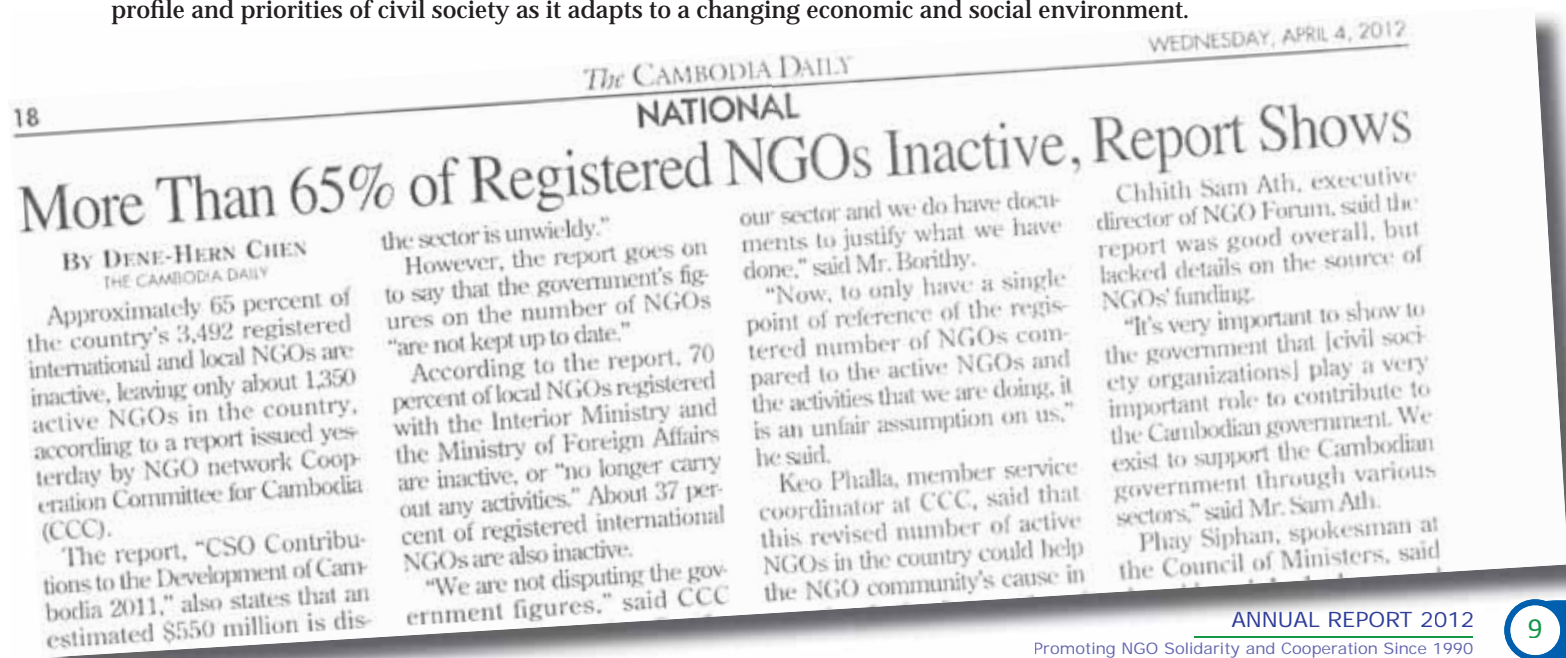 profile and priorities of civil society as it adapts to a changing economic and social environment.
18
The CAMBODIA DAILY
WEDNESDAY, APRIL 4, 2012
NATIONAL
More Than 65% of Registered NGOs Inactive, Report Shows
BY DENE-HERN CHEN
THE CAMBODIA DAILY
Approximately 65 percent of
the country's 3,492 registered
international and local NGOs are
inactive, leaving only about 1,350
active NGOs in the country,
according to a report issued yes-
terday by NGO network Coop-
eration Committee for Cambodia
(CCC).
The report, "CSO Contribu-
tions to the Development of Cam-
bodia 2011," also states that an
estimated $550 million is dis-
the sector is unwieldy."
However, the report goes on
to say that the government's fig-
ures on the number of NGOs
"are not kept up to date."
According to the report, 70
percent of local NGOs registered
with the Interior Ministry and
the Ministry of Foreign Affairs
are inactive, or "no longer carry
out any activities." About 37 per-
cent of registered international
NGOs are also inactive.
"We are not disputing the gov-
ernment figures," said CCC
our sector and we do have docu-
ments to justify what we have
done," said Mr. Borithy.
"Now, to only have a single
point of reference of the regis-
tered number of NGOs com-
pared to the active NGOs and
the activities that we are doing, it
is an unfair assumption on us,"
he said.
Keo Phalla, member service
coordinator at CCC, said that
this revised number of active
NGOs in the country could help
the NGO community's cause in
Chhith Sam Ath, executive
director of NGO Forum, said the
report was good overall, but
lacked details on the source of
NGOs' funding.
"It's very important to show to
the government that [civil soci-
ety organizations] play a very
important role to contribute to
the Cambodian government. We
exist to support the Cambodian
government through various
sectors," said Mr. Sam Ath.
Phay Siphan, spokesman at
the Council of Ministers, said
ANNUAL REPORT 2012
Promoting NGO Solidarity and Cooperation Since 1990
9